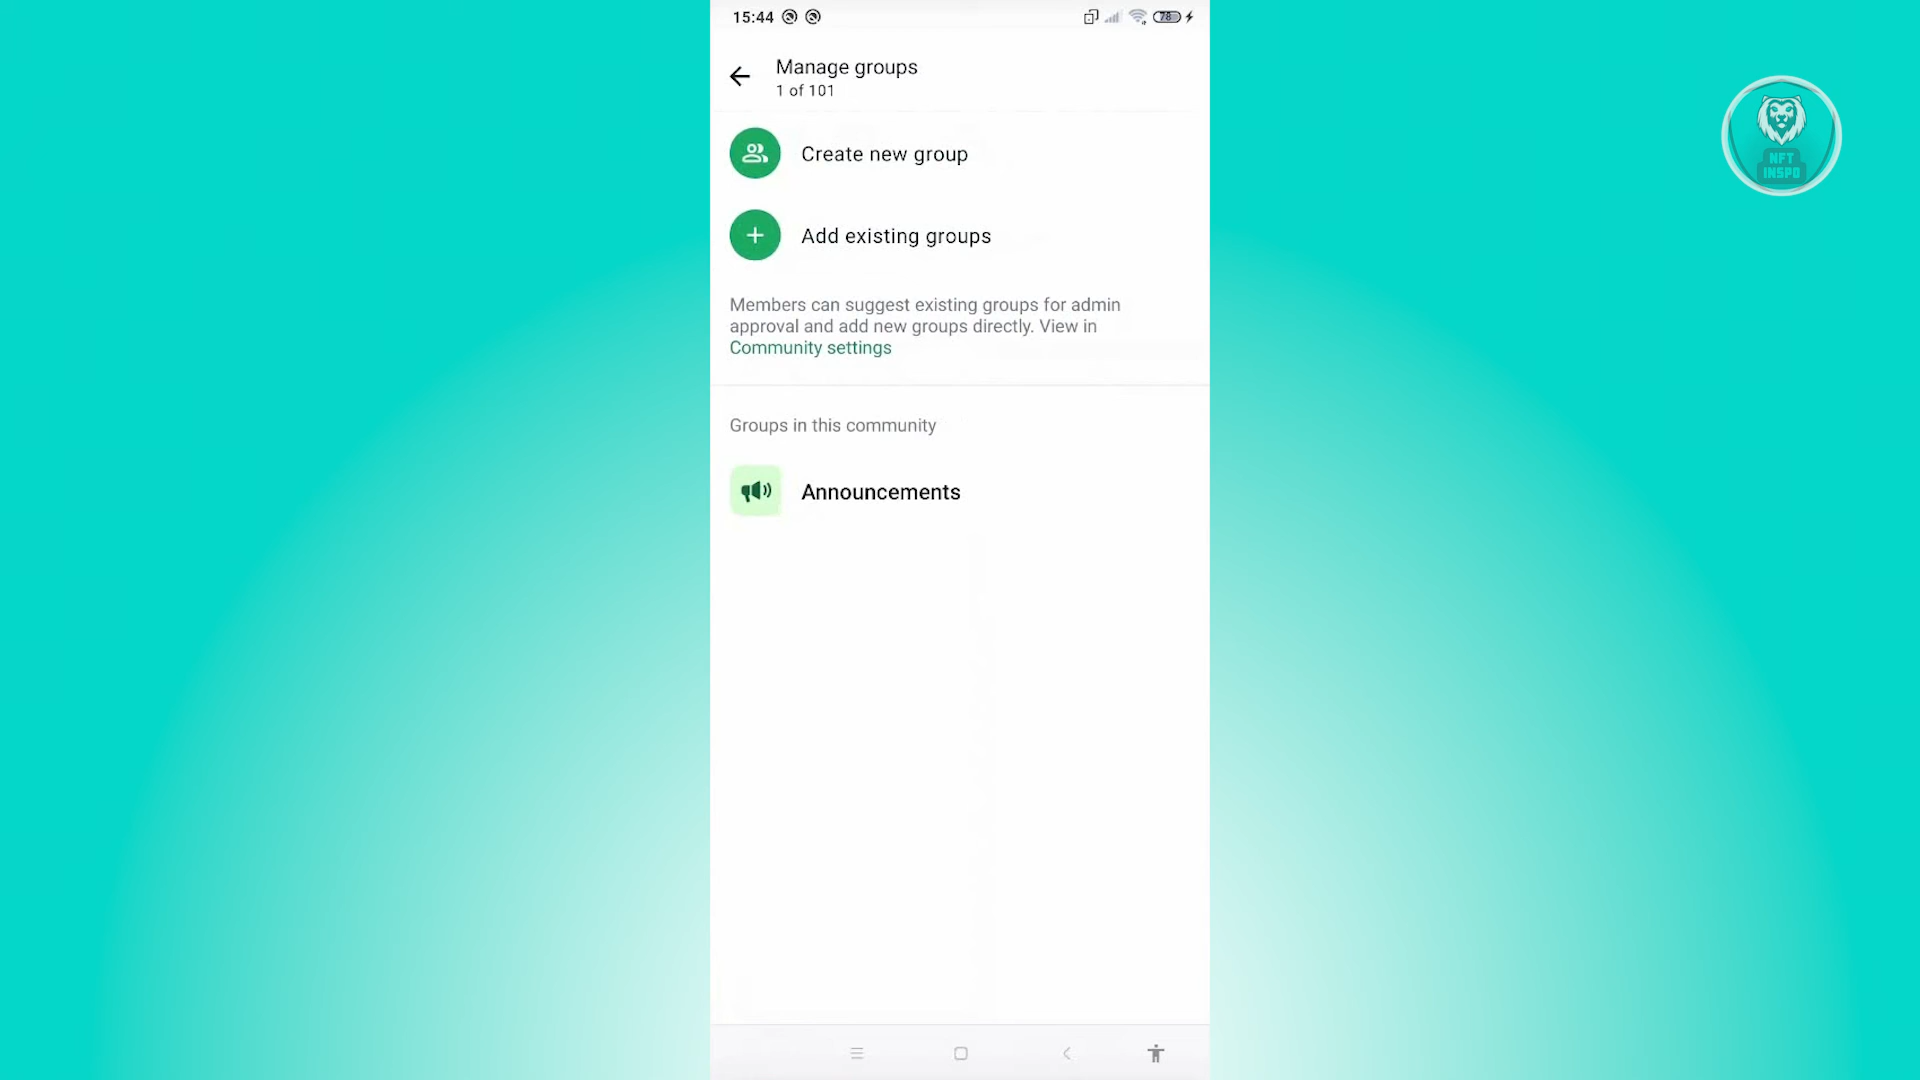 15:44
78
Manage groups
1 of 101
Create new group
Add existing groups
Members can suggest existing groups for admin
approval and add new groups directly. View in
Community settings
Groups in this community
Announcements
NFT
INSPO